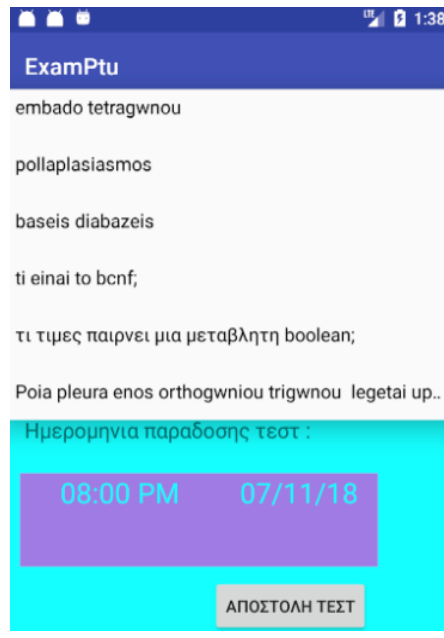 LTE 1:38
ExamPtu
embado tetragwnou
pollaplasiasmos
baseis diabazeis
ti einai to bcnf;
τι τιμες παιρνει μια μεταβλητη boolean;
Poia pleura enos orthogwniou trigwnou legetai up..
Ημερομηνια παραδοσης τεστ :
08:00 PM 07/11/18
ΑΠΟΣΤΟΛΗ ΤΕΣΤ